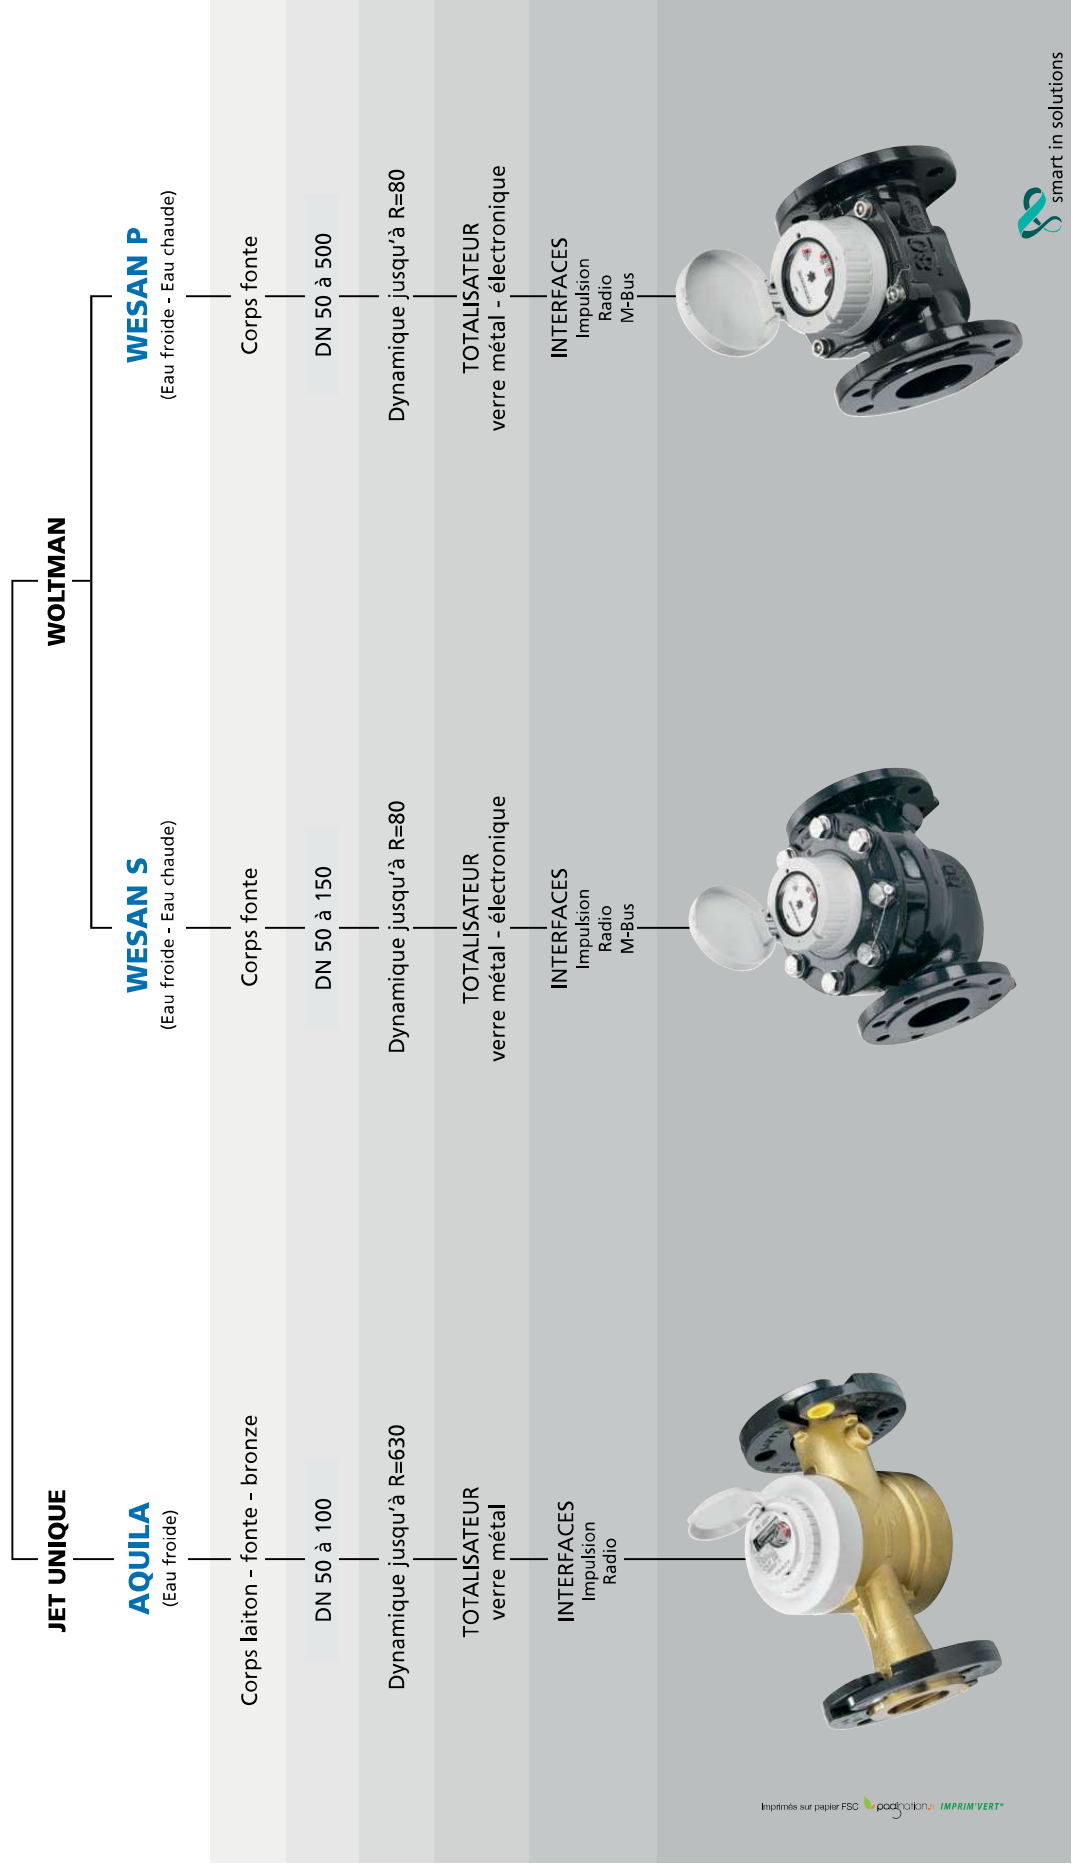 JET UNIQUE
AQUILA
(Eau froide)
Corps laiton - fonte - bronze
DN 50 à 100
Dynamique jusqu'à R=630
TOTALISATEUR
verre métal
INTERFACES
Impulsion
Radio
WOLTMAN
WESAN S
(Eau froide - Eau chaude)
Corps fonte
DN 50 à 150
Dynamique jusqu'à R=80
TOTALISATEUR
verre métal - électronique
INTERFACES
Impulsion
Radio
M-Bus
WESAN P
(Eau froide - Eau chaude)
Corps fonte
DN 50 à 500
Dynamique jusqu'à R=80
TOTALISATEUR
verre métal - électronique
INTERFACES
Impulsion
Radio
M-Bus
smart in solutions
Imprimés sur papier FSC pagination IMPRIM'VERT®